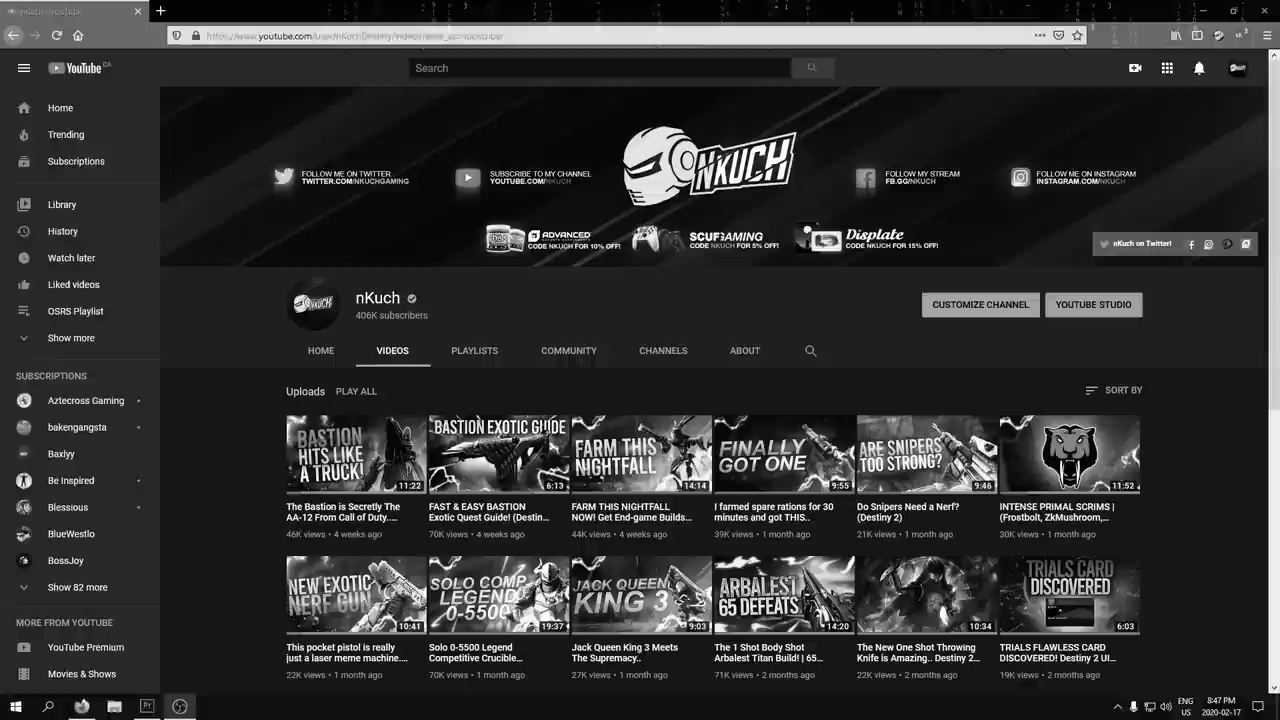 nKuch - YouTube
https://www.youtube.com/user/nKuchDestiny/videos?view_as=subscriber
YouTube CA
Search
Home
Trending
Subscriptions
Library
History
Watch later
Liked videos
OSRS Playlist
Show more
SUBSCRIPTIONS
Aztecross Gaming
bakengangsta
Baxlyy
Be Inspired
Blessious
BlueWestlo
BossJoy
Show 82 more
MORE FROM YOUTUBE
YouTube Premium
Movies & Shows
FOLLOW ME ON TWITTER
TWITTER.COM/NKUCHGAMING
SUBSCRIBE TO MY CHANNEL
YOUTUBE.COM/NKUCH
NKUCH
FOLLOW MY STREAM
FB.GG/NKUCH
FOLLOW ME ON INSTAGRAM
INSTAGRAM.COM/NKUCH
ADVANCED
CODE NKUCH FOR 10% OFF!
SCUFGAMING
CODE NKUCH FOR 5% OFF!
Displate
CODE NKUCH FOR 15% OFF!
nKuch on Twitter!
NKUCH
nKuch
406K subscribers
CUSTOMIZE CHANNEL
YOUTUBE STUDIO
HOME VIDEOS PLAYLISTS COMMUNITY CHANNELS ABOUT
Uploads PLAY ALL
SORT BY
BASTION
HITS LIKE
A TRUCK!
11:22
The Bastion is Secretly The
AA-12 From Call of Duty....
46K views • 4 weeks ago
BASTION EXOTIC GUIDE
6:13
FAST & EASY BASTION
Exotic Quest Guide! (Destin...
70K views • 4 weeks ago
FARM THIS
NIGHTFALL
14:14
FARM THIS NIGHTFALL
NOW! Get End-game Builds...
44K views • 4 weeks ago
FINALLY
GOT ONE
9:55
I farmed spare rations for 30
minutes and got THIS..
39K views • 1 month ago
ARE SNIPERS
TOO STRONG?
9:46
Do Snipers Need a Nerf?
(Destiny 2)
21K views • 1 month ago
11:52
INTENSE PRIMAL SCRIMS |
(Frostbolt, ZkMushroom,...
30K views • 1 month ago
NEW EXOTIC
NERF GUN
10:41
This pocket pistol is really
just a laser meme machine....
22K views • 1 month ago
SOLO COMP
LEGEND
0-5500
19:37
Solo 0-5500 Legend
Competitive Crucible...
70K views • 1 month ago
JACK QUEEN
KING 3
9:03
Jack Queen King 3 Meets
The Supremacy..
27K views • 1 month ago
ARBALEST
65 DEFEATS
14:20
The 1 Shot Body Shot
Arbalest Titan Build! | 65...
71K views • 2 months ago
10:34
The New One Shot Throwing
Knife is Amazing.. Destiny 2...
22K views • 2 months ago
TRIALS CARD
DISCOVERED
6:03
TRIALS FLAWLESS CARD
DISCOVERED! Destiny 2 UI...
19K views • 2 months ago
Pr
ENG
US
8:47 PM
2020-02-17